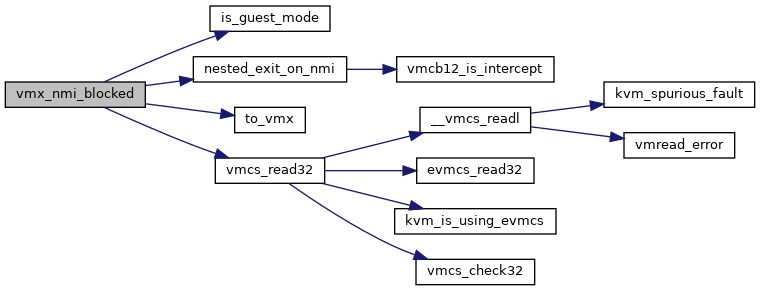 is_guest_mode
nested_exit_on_nmi
vmcb12_is_intercept
vmx_nmi_blocked
to_vmx
vmcs_read32
__vmcs_readl
kvm_spurious_fault
vmread_error
evmcs_read32
kvm_is_using_evmcs
vmcs_check32